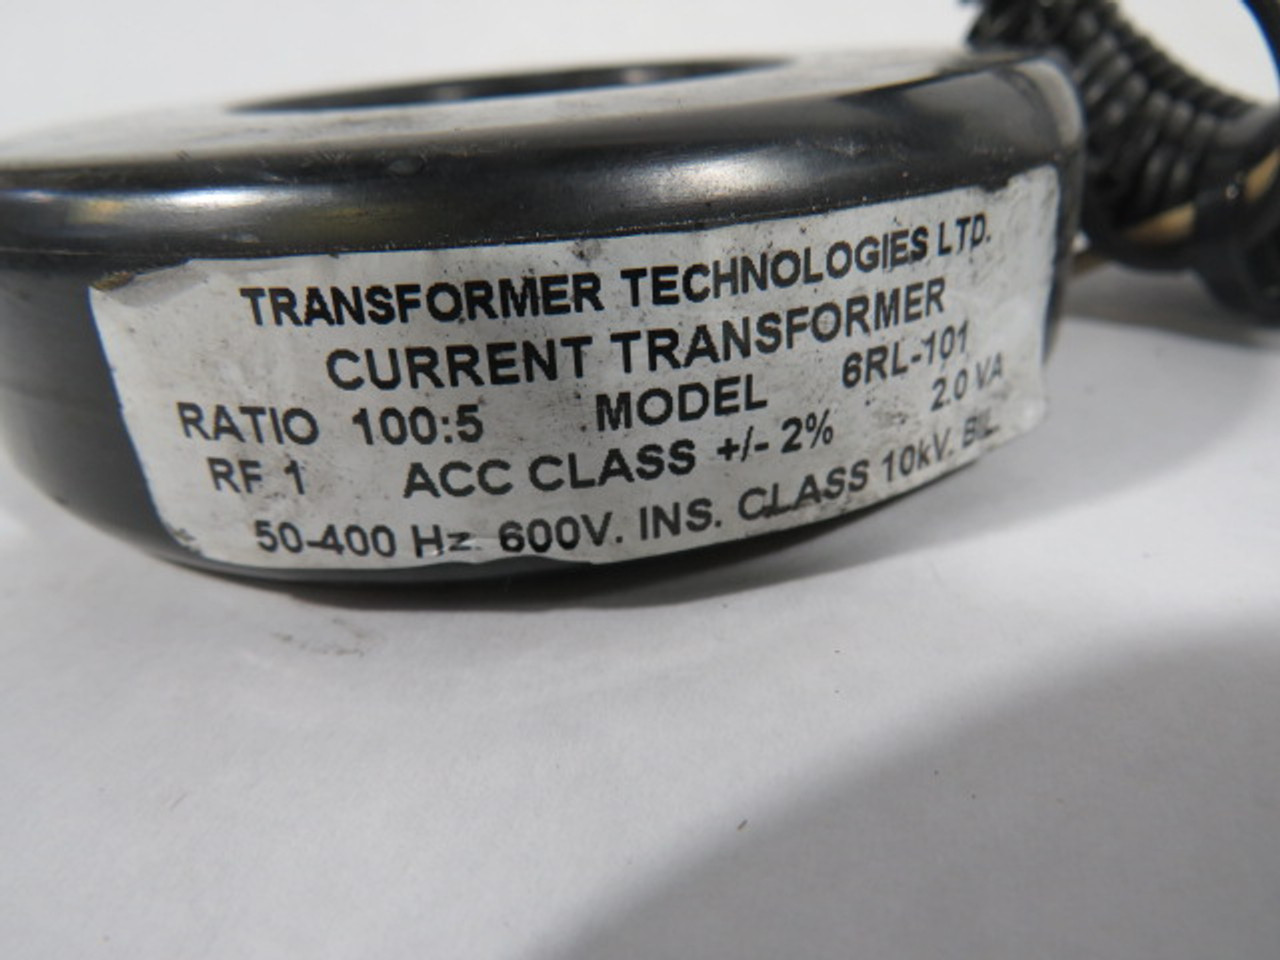 TRANSFORMER TECHNOLOGIES LTD.
CURRENT TRANSFORMER
RATIO 100:5 MODEL 6RL-101
RF 1 ACC CLASS +/- 2% 2.0 VA
50-400 Hz. 600V. INS. CLASS 10kV. BIL